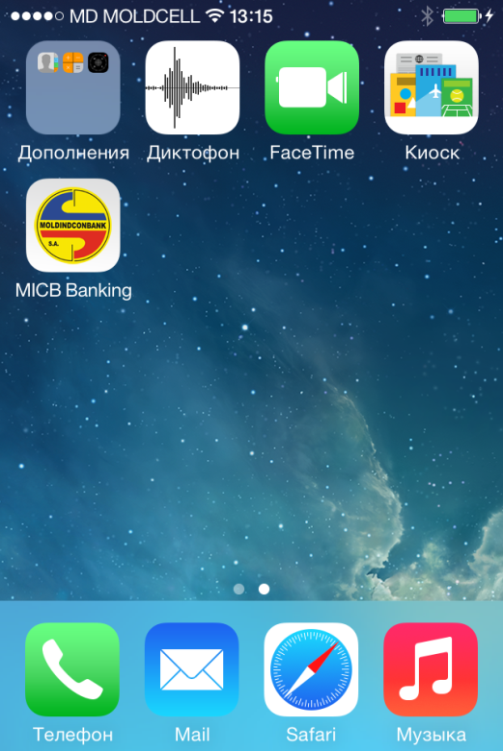 MD MOLDCELL 13:15
Дополнения Диктофон FaceTime Киоск
MOLDINDCONBANK
S.A.
MICB Banking
Телефон Mail Safari Музыка